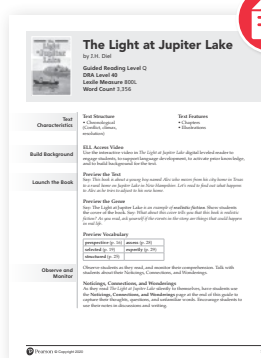 The Light at Jupiter Lake
by J.H. Diel
Guided Reading Level Q
DRA Level 40
Lexile Measure 800L
Word Count 3,356
Text
Characteristics
Text Structure
• Chronological
(Conflict, climax,
resolution)
Text Features
• Chapters
• Illustrations
Build Background
ELL Access Video
Use the interactive video in The Light at Jupiter Lake digital leveled reader to
engage students, to support language development, to activate prior knowledge,
and to build background for the text.
Launch the Book
Preview the Text
Say: This book is about a young boy named Alex who moves from his city home in Texas
to a rural home on Jupiter Lake in New Hampshire. Let's read to find out what happens
to Alex as he tries to adjust to his new home.
Preview the Genre
Say: The Light at Jupiter Lake is an example of realistic fiction. Show students
the cover of the book. Say: What about this cover tells you that this book is realistic
fiction? As you read, ask yourself if the events in the story are things that could happen
in real life.
Preview Vocabulary
perspective (p. 16)
access (p. 28)
selected (p. 19)
expertly (p. 29)
structured (p. 25)
Observe and
Monitor
Observe students as they read, and monitor their comprehension. Talk with
students about their Noticings, Connections, and Wonderings.
Noticings, Connections, and Wonderings
As they read The Light at Jupiter Lake silently to themselves, have students use
the Noticings, Connections, and Wonderings page at the end of this guide to
capture their thoughts, questions, and unfamiliar words. Encourage students to
use their notes in discussions and writing.
Pearson © Copyright 2020